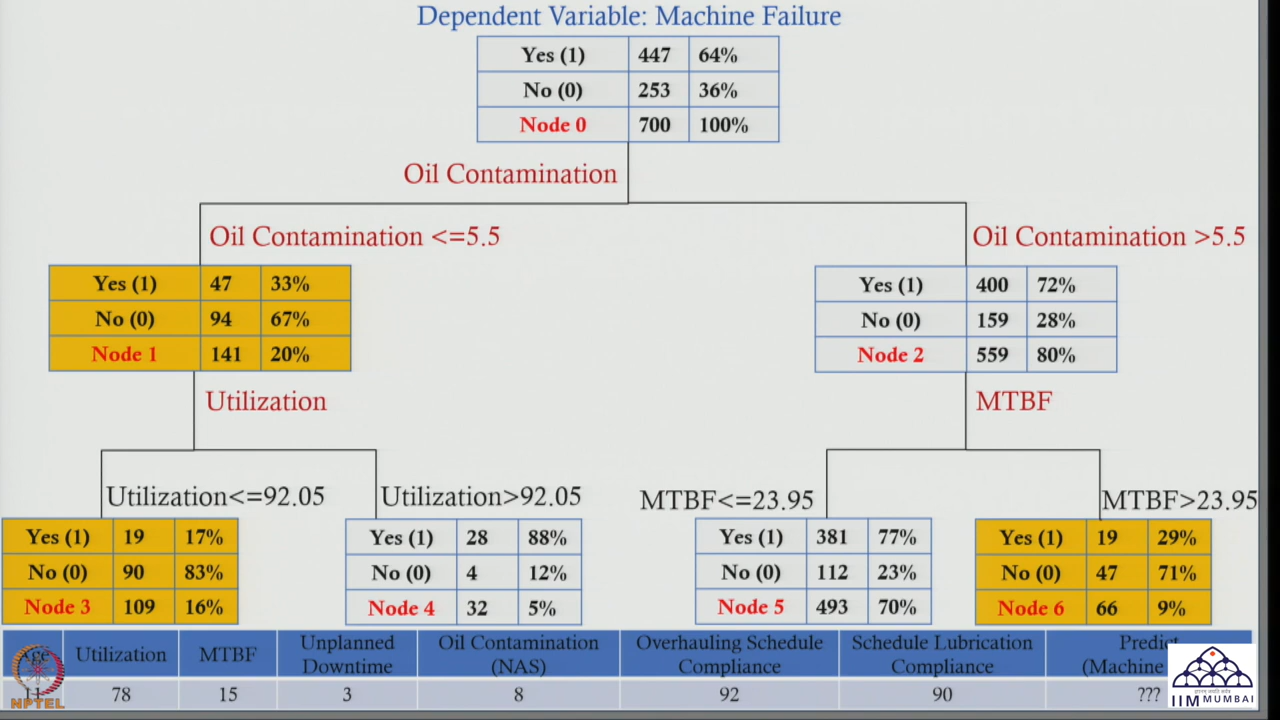 Dependent Variable: Machine Failure
Yes (1) 447 64%
No (0) 253 36%
Node 0 700 100%
Oil Contamination
Oil Contamination <=5.5
Oil Contamination >5.5
Yes (1) 47 33%
No (0) 94 67%
Node 1 141 20%
Yes (1) 400 72%
No (0) 159 28%
Node 2 559 80%
Utilization
MTBF
Utilization<=92.05
Utilization>92.05
MTBF<=23.95
MTBF>23.95
Yes (1) 19 17%
No (0) 90 83%
Node 3 109 16%
Yes (1) 28 88%
No (0) 4 12%
Node 4 32 5%
Yes (1) 381 77%
No (0) 112 23%
Node 5 493 70%
Yes (1) 19 29%
No (0) 47 71%
Node 6 66 9%
Utilization
MTBF
Unplanned
Downtime
Oil Contamination
(NAS)
Overhauling Schedule
Compliance
Schedule Lubrication
Compliance
Predict
(Machine
11 78 15 3 8 92 90 ???
NPTEL
IIM MUMBAI